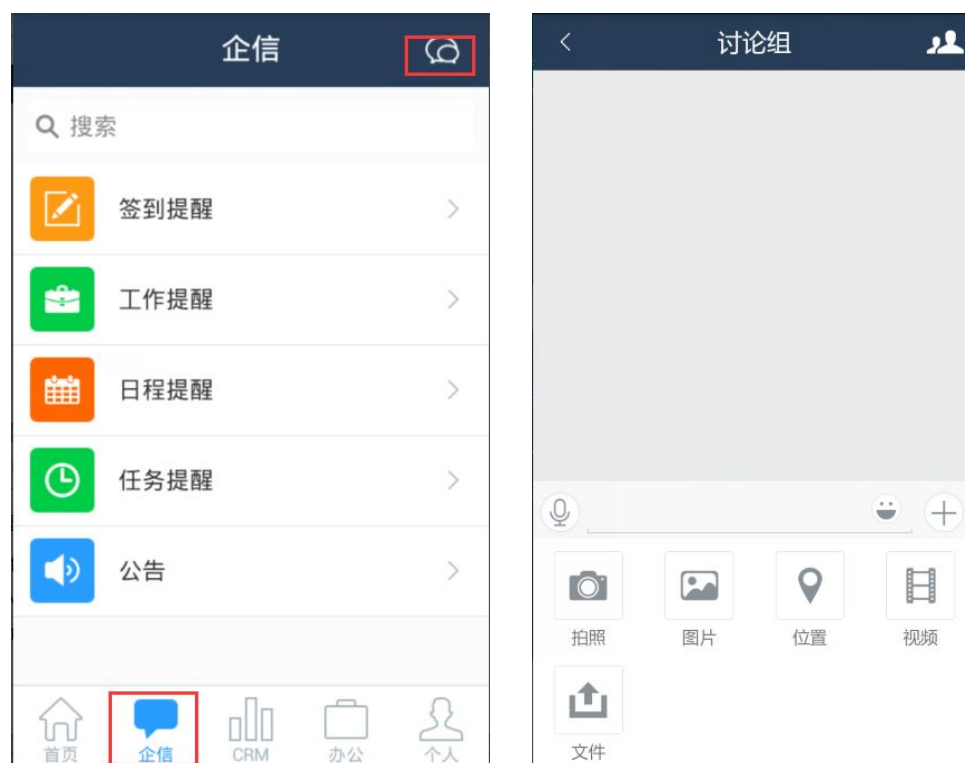 企信
搜索
签到提醒
工作提醒
日程提醒
任务提醒
公告
首页 企信 CRM 办公 个人
讨论组
拍照 图片 位置 视频
文件